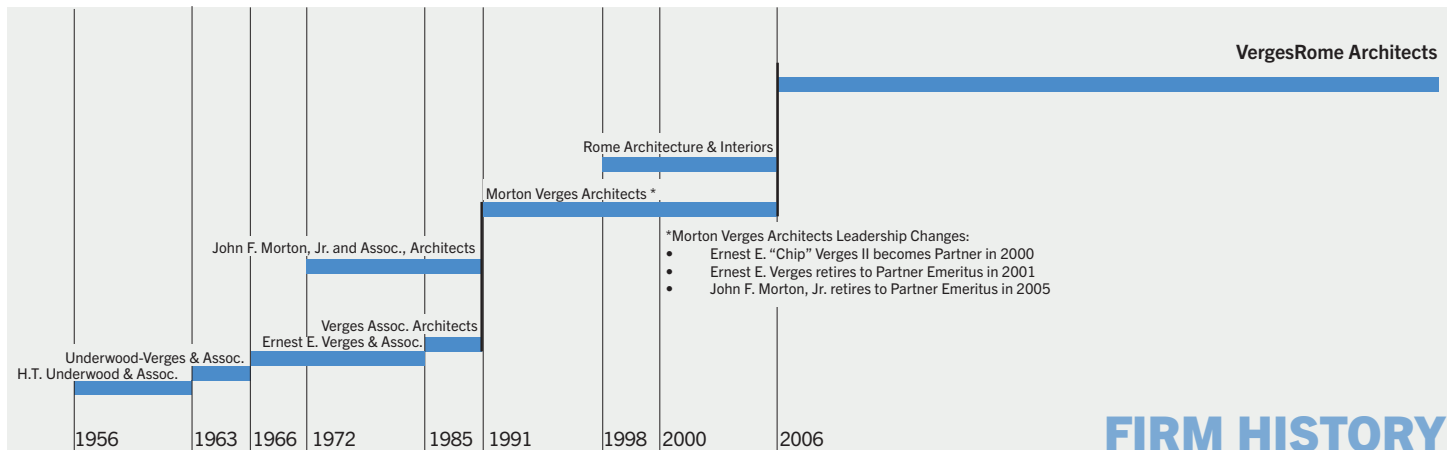 VergesRome Architects
Rome Architecture & Interiors
Morton Verges Architects *
*Morton Verges Architects Leadership Changes:
• Ernest E. “Chip” Verges II becomes Partner in 2000
• Ernest E. Verges retires to Partner Emeritus in 2001
• John F. Morton, Jr. retires to Partner Emeritus in 2005
John F. Morton, Jr. and Assoc., Architects
Verges Assoc. Architects
Ernest E. Verges & Assoc.
Underwood-Verges & Assoc.
H.T. Underwood & Assoc.
1956 1963 1966 1972 1985 1991 1998 2000 2006
FIRM HISTORY